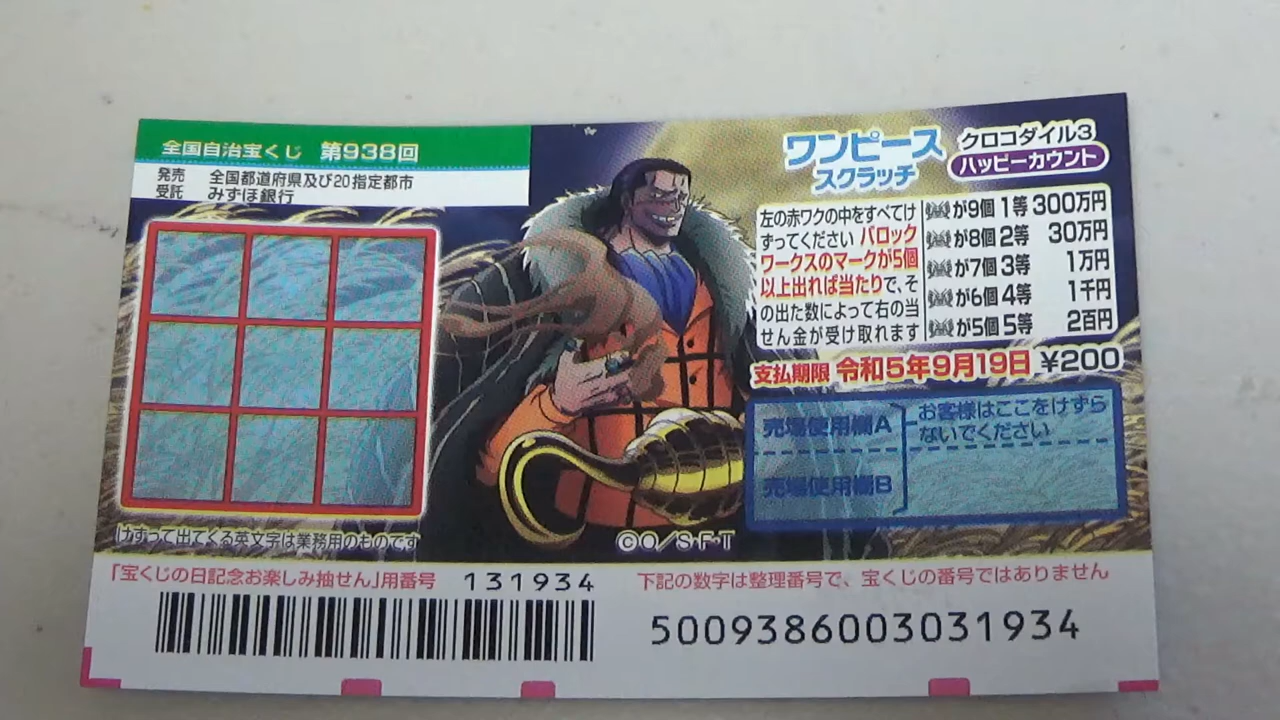 全国自治宝くじ 第938回
発売 全国都道府県及び20指定都市
受託 みずほ銀行
ワンピース
スクラッチ
クロコダイル3
ハッピーカウント
左の赤ワクの中をすべてけ
ずってください バロック
ワークスのマークが5個
以上出れば当たりで、そ
の出た数によって右の当
せん金が受け取れます
が9個 1等 300万円
が8個 2等 30万円
が7個 3等 1万円
が6個 4等 1千円
が5個 5等 2百円
支払期限 令和5年9月19日 ¥200
売場使用欄A
お客様はここをけずら
ないでください
売場使用欄B
けずって出てくる英文字は業務用のものです
©O/S・F・T
「宝くじの日記念お楽しみ抽せん」用番号 131934
下記の数字は整理番号で、宝くじの番号ではありません
5009386003031934